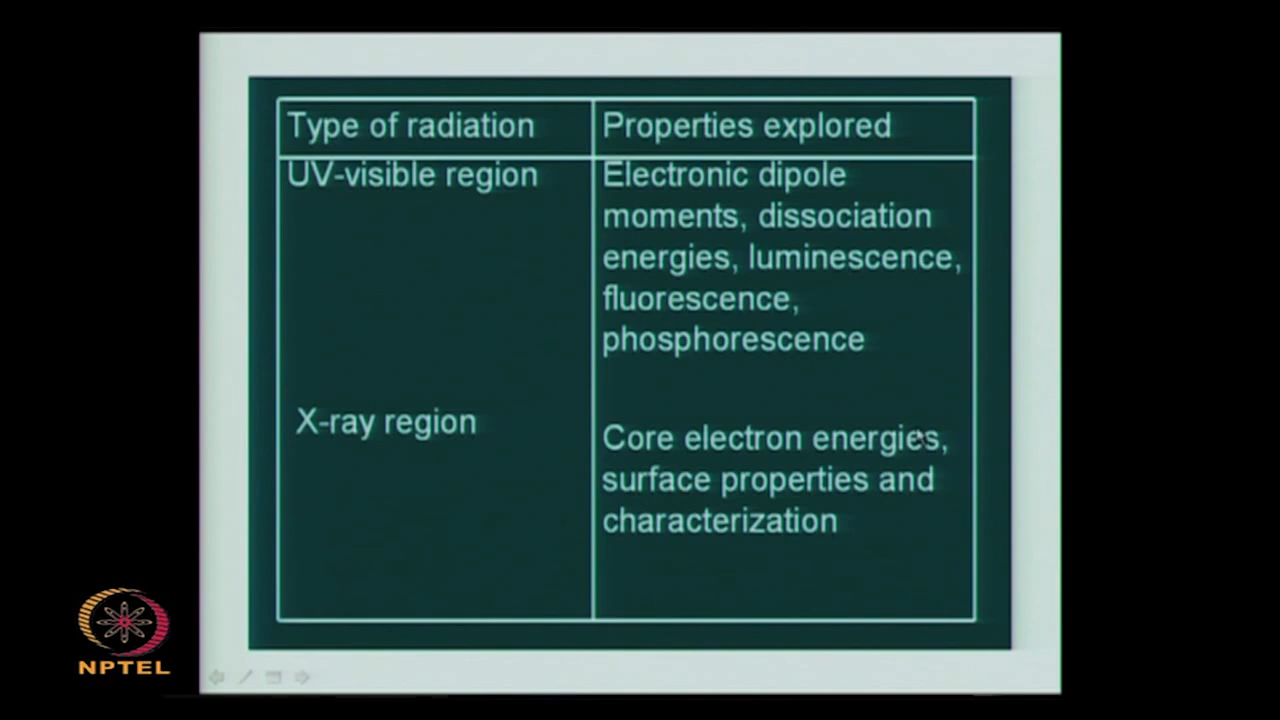 Type of radiation
Properties explored
UV-visible region
Electronic dipole
moments, dissociation
energies, luminescence,
fluorescence,
phosphorescence
X-ray region
Core electron energies,
surface properties and
characterization
NPTEL